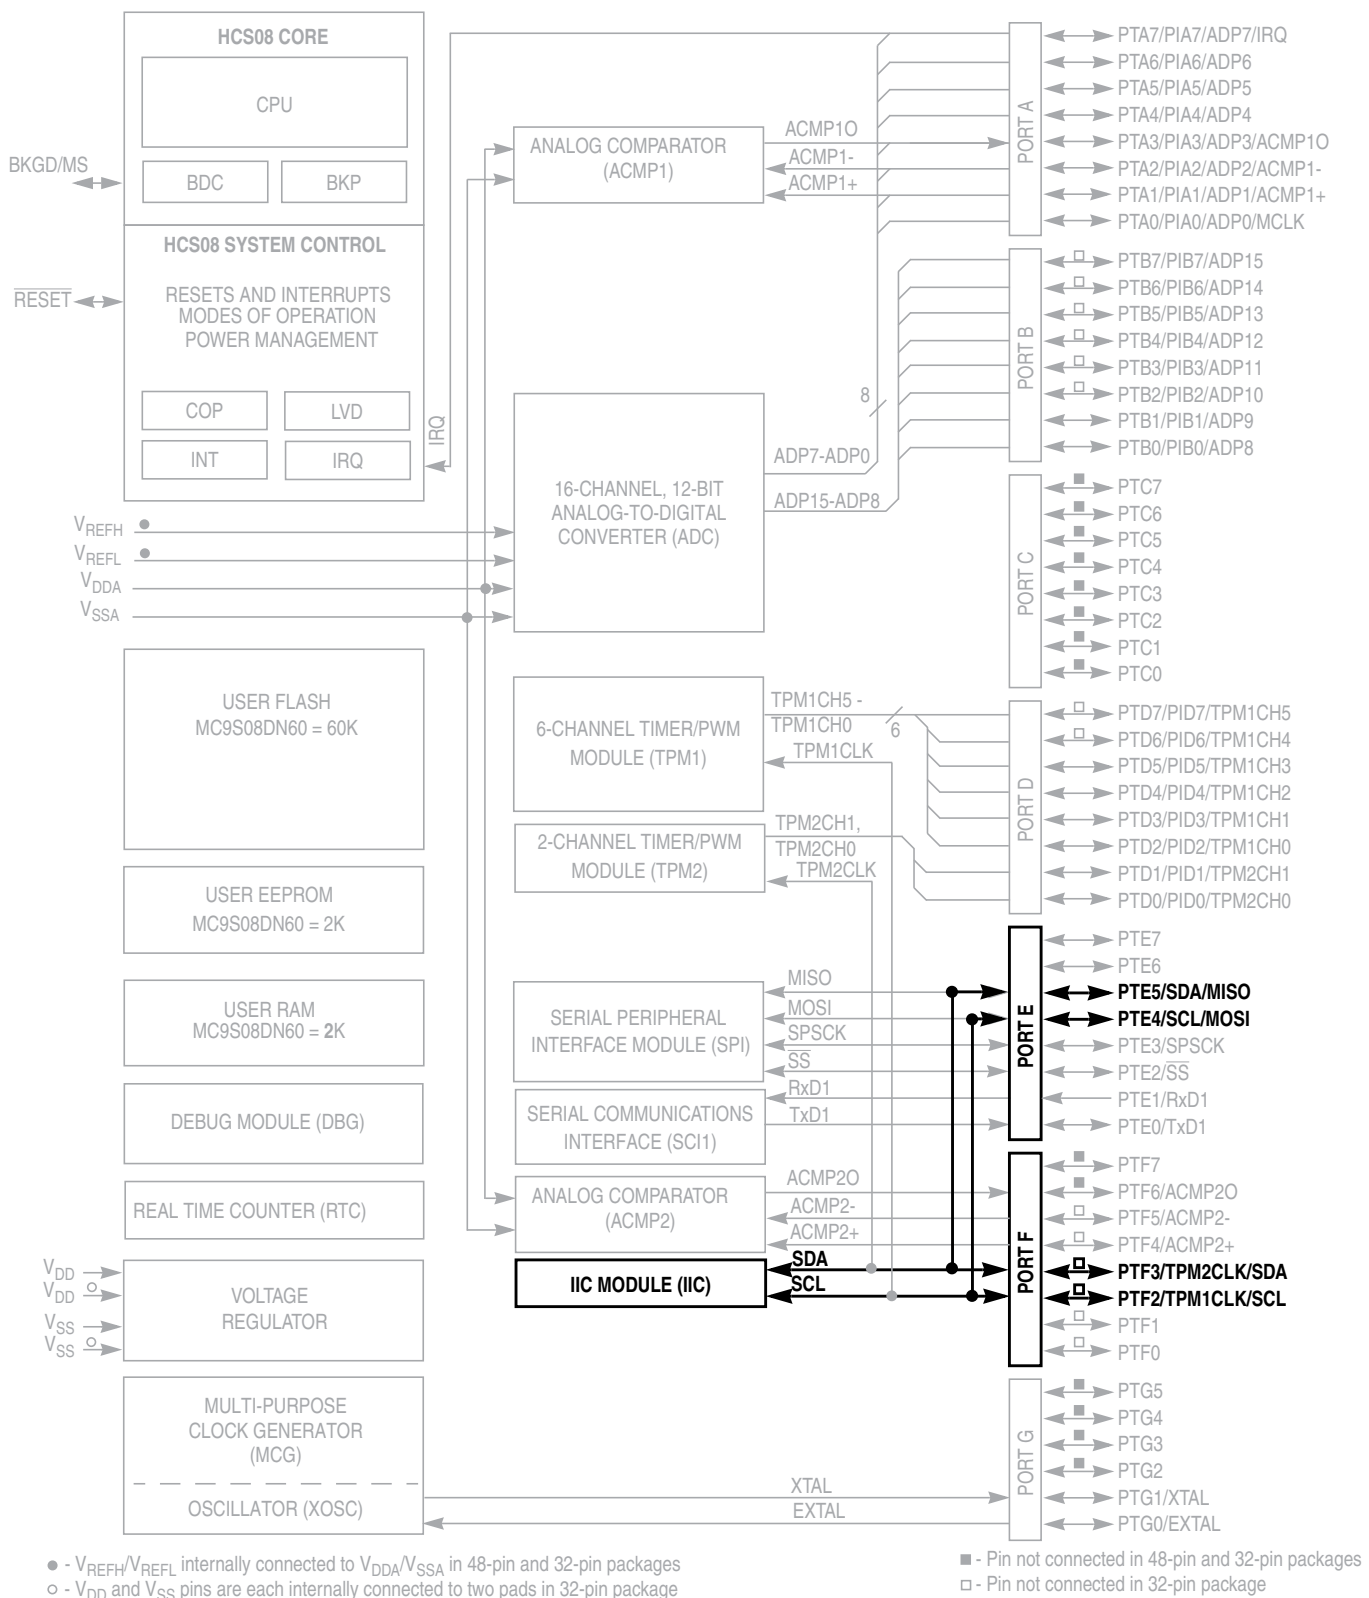 HCS08 CORE
CPU
BDC
BKP
BKGD/MS
HCS08 SYSTEM CONTROL
RESETS AND INTERRUPTS
MODES OF OPERATION
POWER MANAGEMENT
RESET
COP
LVD
INT
IRQ
IRQ
VREFH
VREFL
VDDA
VSSA
USER FLASH
MC9S08DN60 = 60K
USER EEPROM
MC9S08DN60 = 2K
USER RAM
MC9S08DN60 = 2K
DEBUG MODULE (DBG)
REAL TIME COUNTER (RTC)
VDD
VDD
VSS
VSS
VOLTAGE
REGULATOR
MULTI-PURPOSE
CLOCK GENERATOR
(MCG)
OSCILLATOR (XOSC)
ANALOG COMPARATOR
(ACMP1)
ACMP1O
ACMP1-
ACMP1+
16-CHANNEL, 12-BIT
ANALOG-TO-DIGITAL
CONVERTER (ADC)
8
ADP7-ADP0
ADP15-ADP8
6-CHANNEL TIMER/PWM
MODULE (TPM1)
TPM1CH5 -
TPM1CH0
6
TPM1CLK
2-CHANNEL TIMER/PWM
MODULE (TPM2)
TPM2CH1,
TPM2CH0
TPM2CLK
SERIAL PERIPHERAL
INTERFACE MODULE (SPI)
MISO
MOSI
SPSCK
SS
SERIAL COMMUNICATIONS
INTERFACE (SCI1)
RxD1
TxD1
ANALOG COMPARATOR
(ACMP2)
ACMP2O
ACMP2-
ACMP2+
IIC MODULE (IIC)
SDA
SCL
XTAL
EXTAL
PORT A
PTA7/PIA7/ADP7/IRQ
PTA6/PIA6/ADP6
PTA5/PIA5/ADP5
PTA4/PIA4/ADP4
PTA3/PIA3/ADP3/ACMP1O
PTA2/PIA2/ADP2/ACMP1-
PTA1/PIA1/ADP1/ACMP1+
PTA0/PIA0/ADP0/MCLK
PORT B
PTB7/PIB7/ADP15
PTB6/PIB6/ADP14
PTB5/PIB5/ADP13
PTB4/PIB4/ADP12
PTB3/PIB3/ADP11
PTB2/PIB2/ADP10
PTB1/PIB1/ADP9
PTB0/PIB0/ADP8
PORT C
PTC7
PTC6
PTC5
PTC4
PTC3
PTC2
PTC1
PTC0
PORT D
PTD7/PID7/TPM1CH5
PTD6/PID6/TPM1CH4
PTD5/PID5/TPM1CH3
PTD4/PID4/TPM1CH2
PTD3/PID3/TPM1CH1
PTD2/PID2/TPM1CH0
PTD1/PID1/TPM2CH1
PTD0/PID0/TPM2CH0
PORT E
PTE7
PTE6
PTE5/SDA/MISO
PTE4/SCL/MOSI
PTE3/SPSCK
PTE2/SS
PTE1/RxD1
PTE0/TxD1
PORT F
PTF7
PTF6/ACMP2O
PTF5/ACMP2-
PTF4/ACMP2+
PTF3/TPM2CLK/SDA
PTF2/TPM1CLK/SCL
PTF1
PTF0
PORT G
PTG5
PTG4
PTG3
PTG2
PTG1/XTAL
PTG0/EXTAL
● - VREFH/VREFL internally connected to VDDA/VSSA in 48-pin and 32-pin packages
○ - VDD and VSS pins are each internally connected to two pads in 32-pin package
■ - Pin not connected in 48-pin and 32-pin packages
□ - Pin not connected in 32-pin package